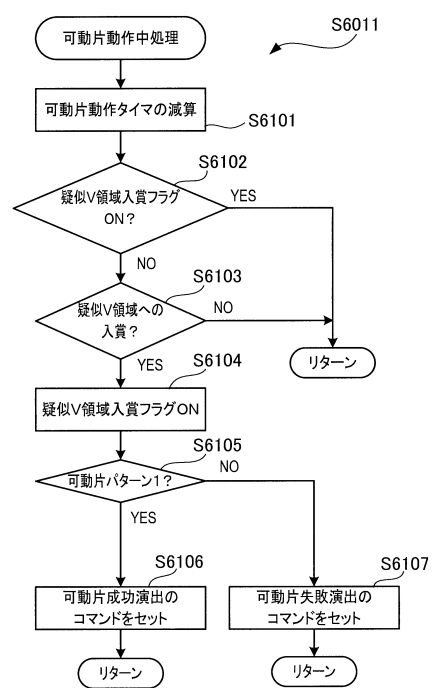 S6011
可動片動作中処理
可動片動作タイマの減算
S6101
S6102
疑似V領域入賞フラグ
ON?
YES
NO
S6103
疑似V領域への
入賞?
NO
YES
リターン
S6104
疑似V領域入賞フラグON
S6105
可動片パターン1?
NO
YES
S6106
可動片成功演出の
コマンドをセット
S6107
可動片失敗演出の
コマンドをセット
リターン
リターン